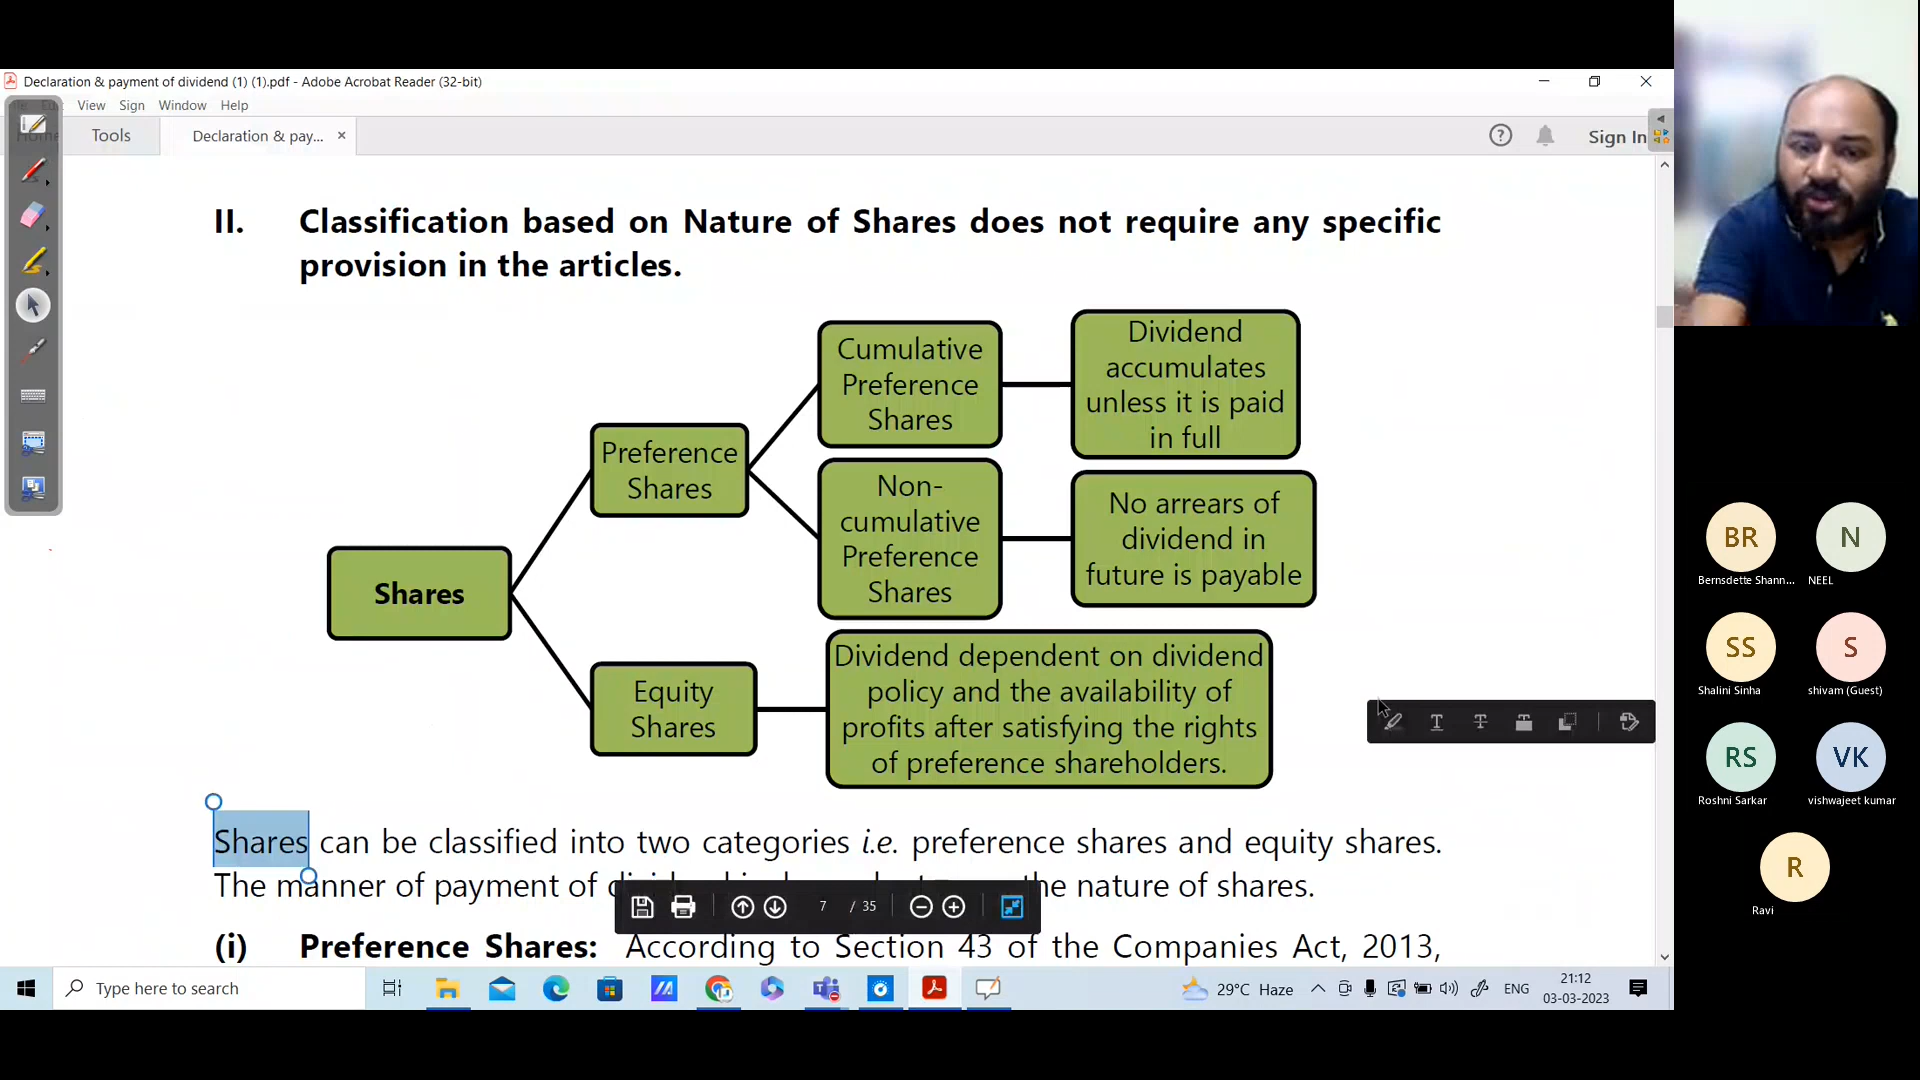 Declaration & payment of dividend (1) (1).pdf - Adobe Acrobat Reader (32-bit)
View Sign Window Help
Tools
Declaration & pay...
Sign In
II. Classification based on Nature of Shares does not require any specific
provision in the articles.
Shares
Preference
Shares
Cumulative
Preference
Shares
Dividend
accumulates
unless it is paid
in full
Non-
cumulative
Preference
Shares
No arrears of
dividend in
future is payable
Equity
Shares
Dividend dependent on dividend
policy and the availability of
profits after satisfying the rights
of preference shareholders.
Shares can be classified into two categories i.e. preference shares and equity shares.
The manner of payment of the nature of shares.
7 / 35
(i) Preference Shares: According to Section 43 of the Companies Act, 2013,
Type here to search
29°C Haze
ENG
21:12
03-03-2023
BR
Bernsdette Shann...
N
NEEL
SS
Shalini Sinha
S
shivam (Guest)
RS
Roshni Sarkar
VK
vishwajeet kumar
R
Ravi